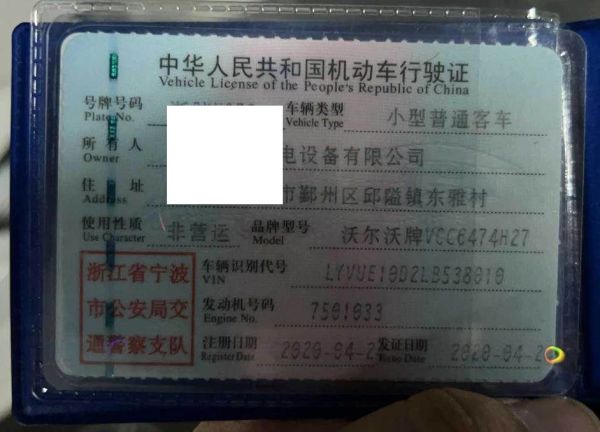 中华人民共和国机动车行驶证
Vehicle License of the People's Republic of China
号牌号码 车辆类型 小型普通客车
Plate No. Vehicle Type
所有人 电设备有限公司
Owner
住址 市鄞州区邱隘镇东雅村
Address
使用性质 非营运 品牌型号 沃尔沃牌VCC6474H27
Use Character Model
浙江省宁波
市公安局交
通警察支队
车辆识别代号 LYVUE10D2LB538010
VIN
发动机号码 7501033
Engine No.
注册日期 2020-04-2 发证日期 2020-04-2
Register Date Issue Date